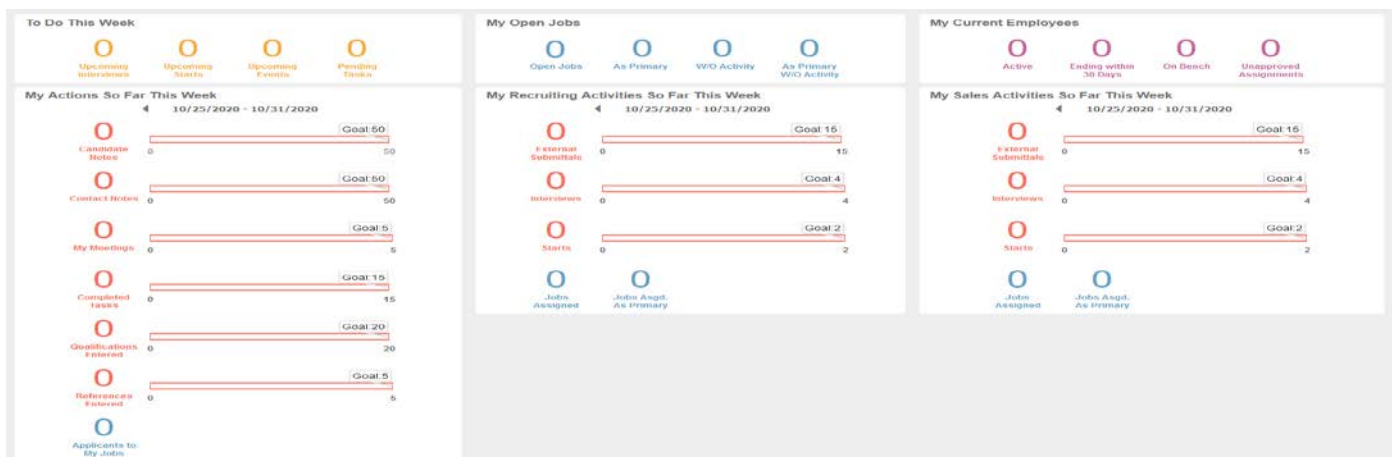 To Do This Week
0 0 0 0
Upcoming Interviews Upcoming Starts Upcoming Events Pending Tasks
My Open Jobs
0 0 0 0
Open Jobs As Primary W/O Activity As Primary W/O Activity
My Current Employees
0 0 0 0
Active Ending within 30 Days On Bench Unapproved Assignments
My Actions So Far This Week
10/25/2020 - 10/31/2020
0 Goal:50
Candidate Notes 0 50
0 Goal:50
Contact Notes 0 50
0 Goal:5
My Meetings 0 5
0 Goal:15
Completed Tasks 0 15
0 Goal:20
Qualifications Entered 0 20
0 Goal:5
References Entered 0 5
0
Applicants to My Jobs
My Recruiting Activities So Far This Week
10/25/2020 - 10/31/2020
0 Goal:15
External Submittals 0 15
0 Goal:4
Interviews 0 4
0 Goal:2
Starts 0 2
0 0
Jobs Assigned Jobs Asgd. As Primary
My Sales Activities So Far This Week
10/25/2020 - 10/31/2020
0 Goal:15
External Submittals 0 15
0 Goal:4
Interviews 0 4
0 Goal:2
Starts 0 2
0 0
Jobs Assigned Jobs Asgd. As Primary